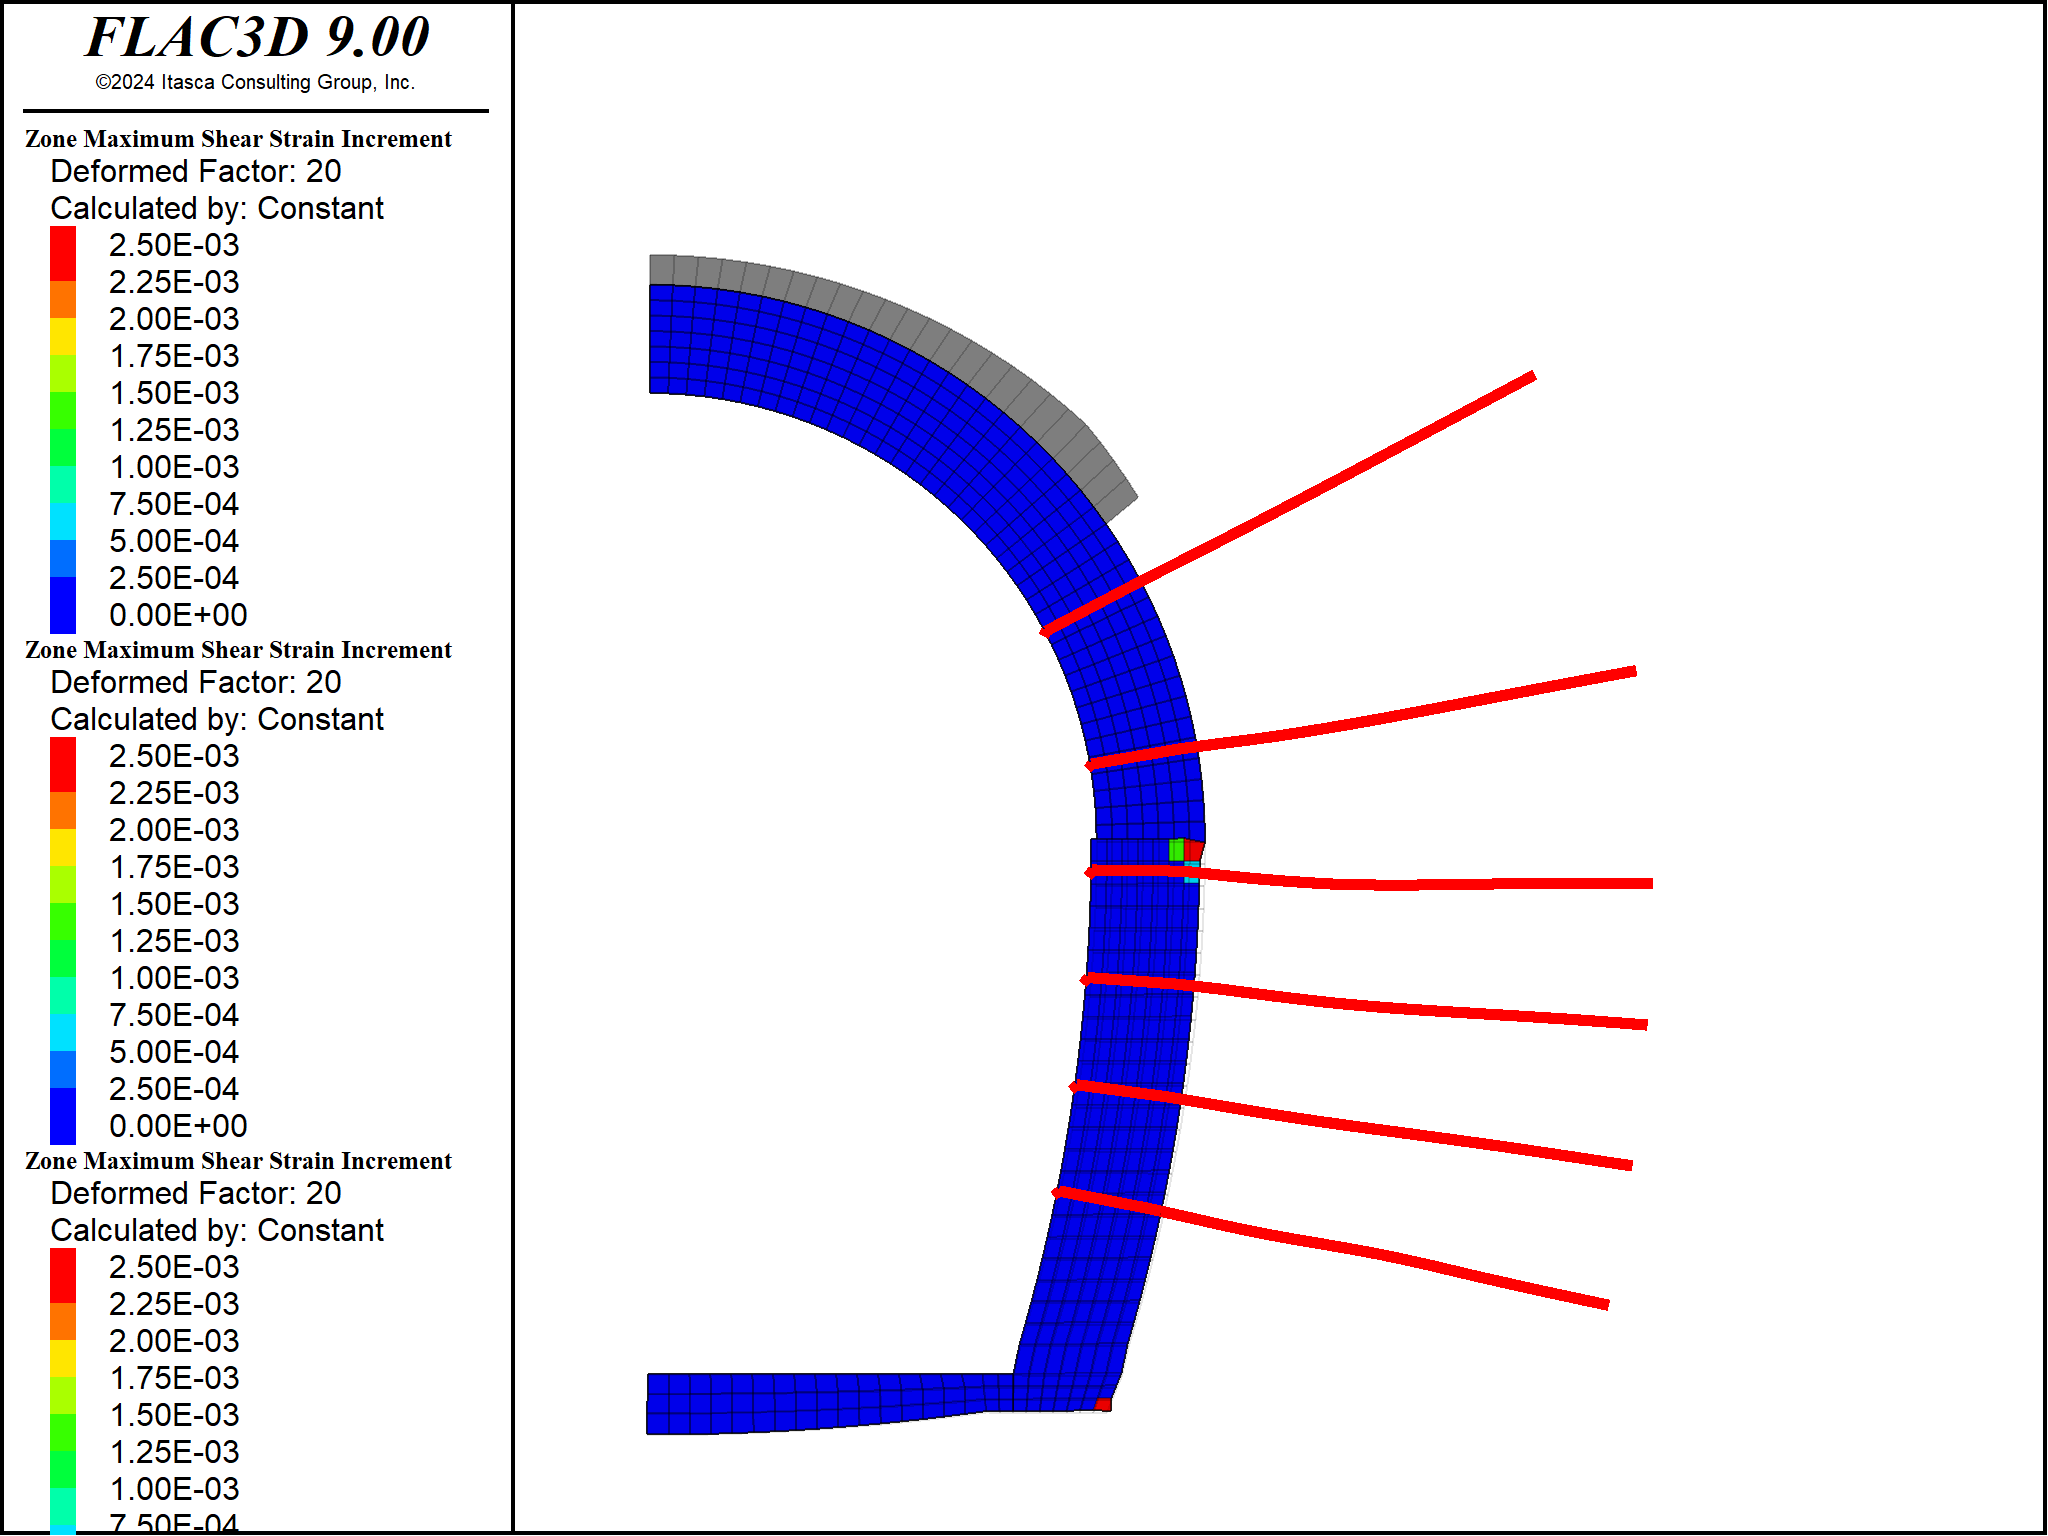 FLAC3D 9.00
©2024 Itasca Consulting Group, Inc.
Zone Maximum Shear Strain Increment
Deformed Factor: 20
Calculated by: Constant
2.50E-03
2.25E-03
2.00E-03
1.75E-03
1.50E-03
1.25E-03
1.00E-03
7.50E-04
5.00E-04
2.50E-04
0.00E+00
Zone Maximum Shear Strain Increment
Deformed Factor: 20
Calculated by: Constant
2.50E-03
2.25E-03
2.00E-03
1.75E-03
1.50E-03
1.25E-03
1.00E-03
7.50E-04
5.00E-04
2.50E-04
0.00E+00
Zone Maximum Shear Strain Increment
Deformed Factor: 20
Calculated by: Constant
2.50E-03
2.25E-03
2.00E-03
1.75E-03
1.50E-03
1.25E-03
1.00E-03
7.50E-04